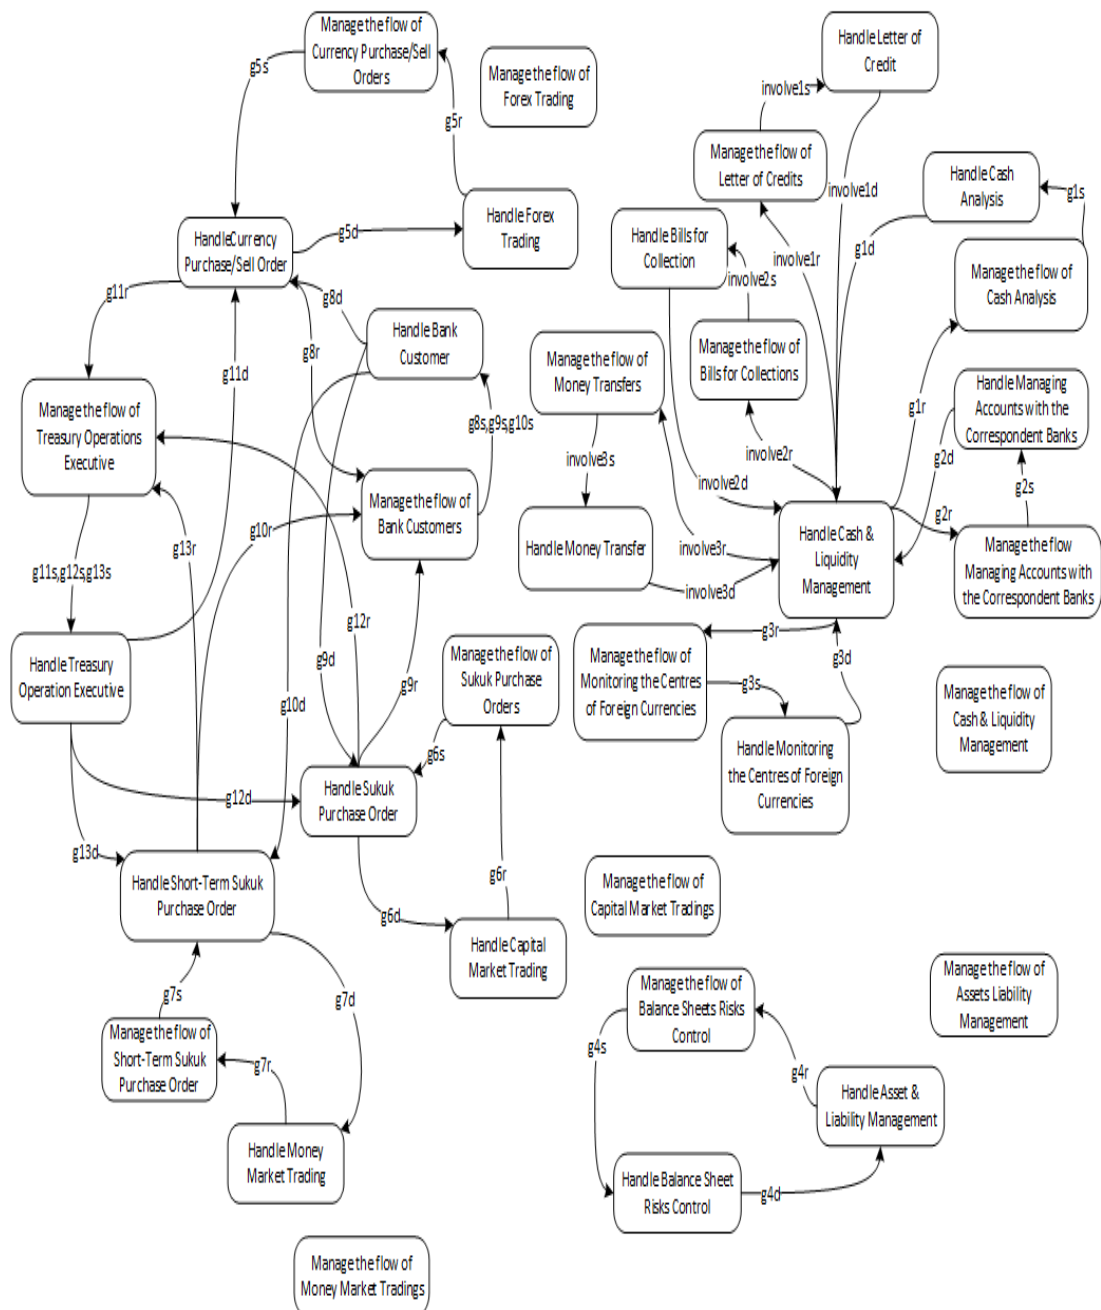 Manage the flow of
Currency Purchase/Sell
Orders
Handle Letter of
Credit
g5s
Manage the flow of
Forex Trading
involve1s
g5r
Manage the flow of
Letter of Credits
involve1d
Handle Cash
Analysis
g1s
Handle Forex
Trading
Handle Bills for
Collection
HandleCurrency
Purchase/Sell Order
g5d
involve1r
g1d
involve2s
Manage the flow of
Cash Analysis
g11r
g8d
Handle Bank
Customer
g8r
g11d
Manage the flow of
Money Transfers
Manage the flow of
Bills for Collections
g1r
Handle Managing
Accounts with the
Correspondent Banks
Manage the flow of
Treasury Operations
Executive
g8s,g9s,g10s
involve3s
involve2r
g2d
involve2d
g2s
Manage the flow of
Bank Customers
g10r
g13r
g2r
Handle Money Transfer
involve3r
Handle Cash &
Liquidity
Management
Manage the flow
Managing Accounts with
the Correspondent Banks
g11s,g12s,g13s
involve3d
g12r
g3r
g9d
g9r
g3d
Handle Treasury
Operation Executive
Manage the flow of
Sukuk Purchase
Orders
Manage the flow of
Monitoring the Centres
of Foreign Currencies
g3s
Manage the flow of
Cash & Liquidity
Management
g10d
g6s
Handle Monitoring
the Centres of Foreign
Currencies
Handle Sukuk
Purchase Order
g12d
g13d
g6r
Handle Short-Term Sukuk
Purchase Order
Manage the flow of
Capital Market Tradings
g6d
Handle Capital
Market Trading
g7s
g7d
Manage the flow of
Balance Sheets Risks
Control
Manage the flow of
Assets Liability
Management
Manage the flow of
Short-Term Sukuk
Purchase Order
g4s
g7r
g4r
Handle Asset &
Liability Management
Handle Money
Market Trading
Handle Balance Sheet
Risks Control
g4d
Manage the flow of
Money Market Tradings